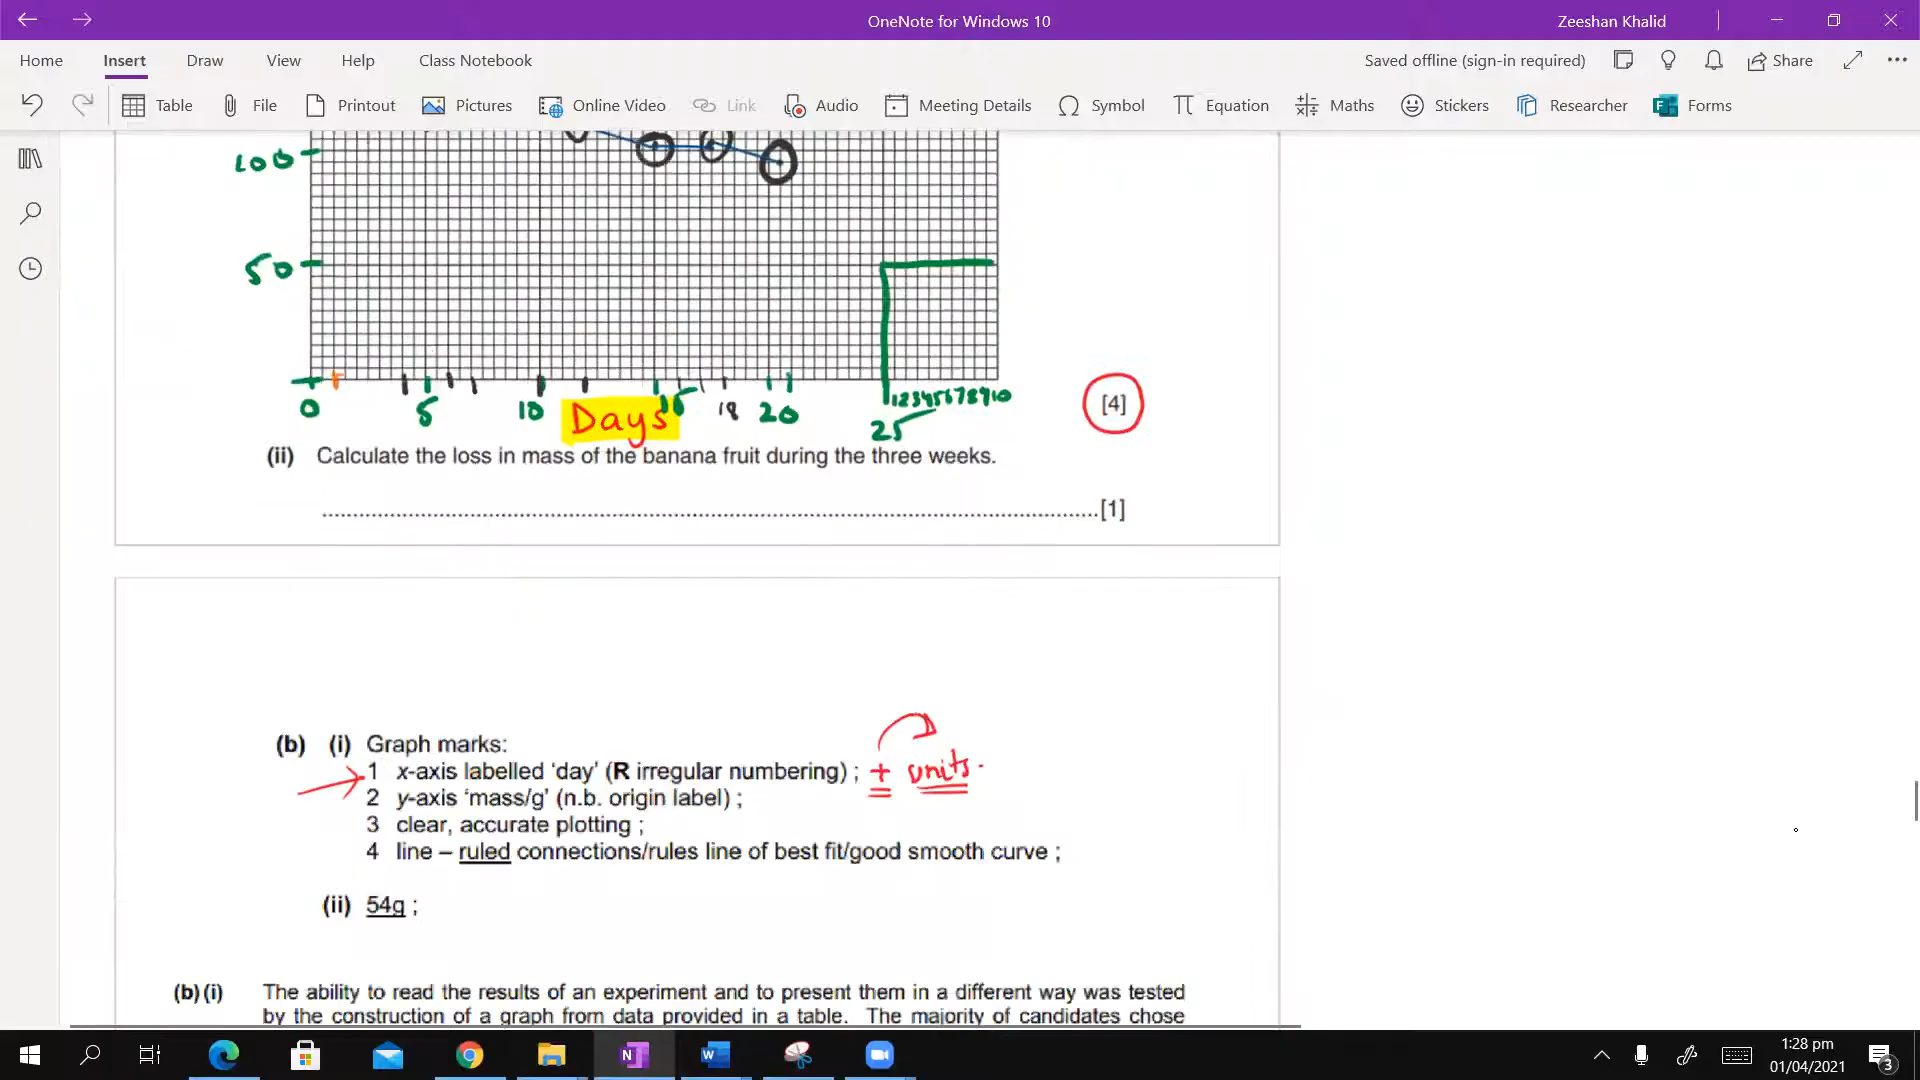 OneNote for Windows 10
Zeeshan Khalid
Home Insert Draw View Help Class Notebook
Saved offline (sign-in required) Share
Table File Printout Pictures Online Video Link Audio Meeting Details Symbol Equation Maths Stickers Researcher Forms
100
50
0 5 10 Days 15 18 20 25 12345678910
[4]
(ii) Calculate the loss in mass of the banana fruit during the three weeks.
[1]
(b) (i) Graph marks:
1 x-axis labelled ‘day’ (R irregular numbering) ; + units.
2 y-axis ‘mass/g’ (n.b. origin label) ;
3 clear, accurate plotting ;
4 line – ruled connections/rules line of best fit/good smooth curve ;
(ii) 54g ;
(b) (i) The ability to read the results of an experiment and to present them in a different way was tested
by the construction of a graph from data provided in a table. The majority of candidates chose
1:28 pm
01/04/2021
3